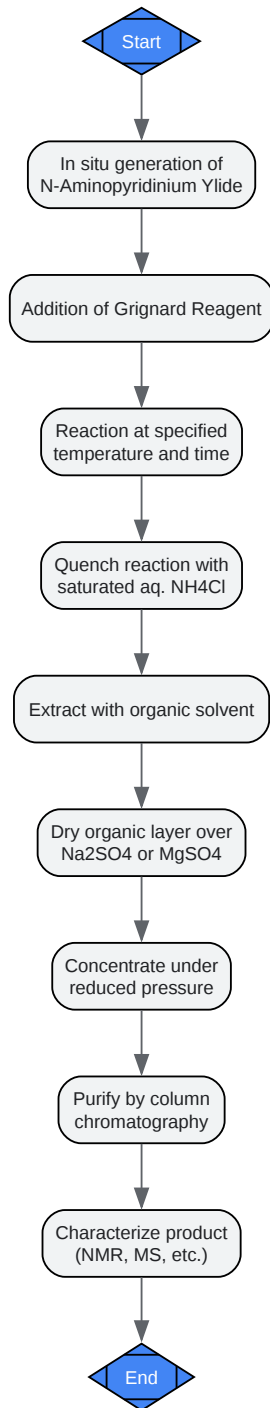 Start
In situ generation of
N-Aminopyridinium Ylide
Addition of Grignard Reagent
Reaction at specified
temperature and time
Quench reaction with
saturated aq. NH4Cl
Extract with organic solvent
Dry organic layer over
Na2SO4 or MgSO4
Concentrate under
reduced pressure
Purify by column
chromatography
Characterize product
(NMR, MS, etc.)
End